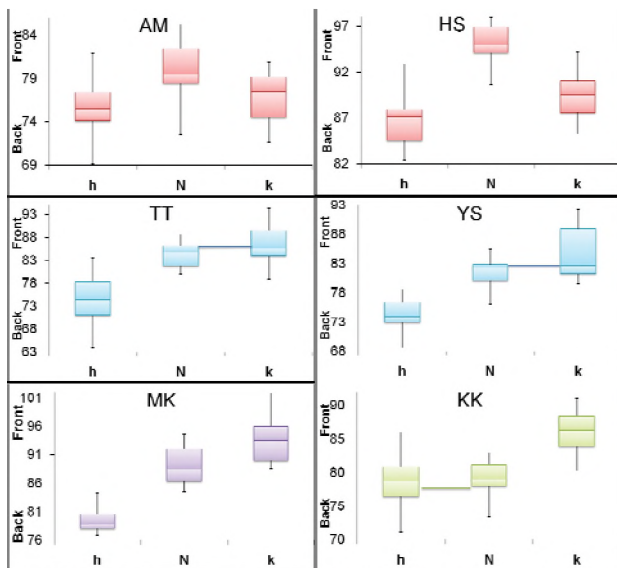 AM
Front
Back
84
79
74
69
h N k
HS
Front
Back
97
92
87
82
h N k
TT
Front
Back
93
88
83
78
73
68
63
h N k
YS
Front
Back
93
88
83
78
73
68
h N k
MK
Front
Back
101
96
91
86
81
76
h N k
KK
Front
Back
90
85
80
75
70
h N k